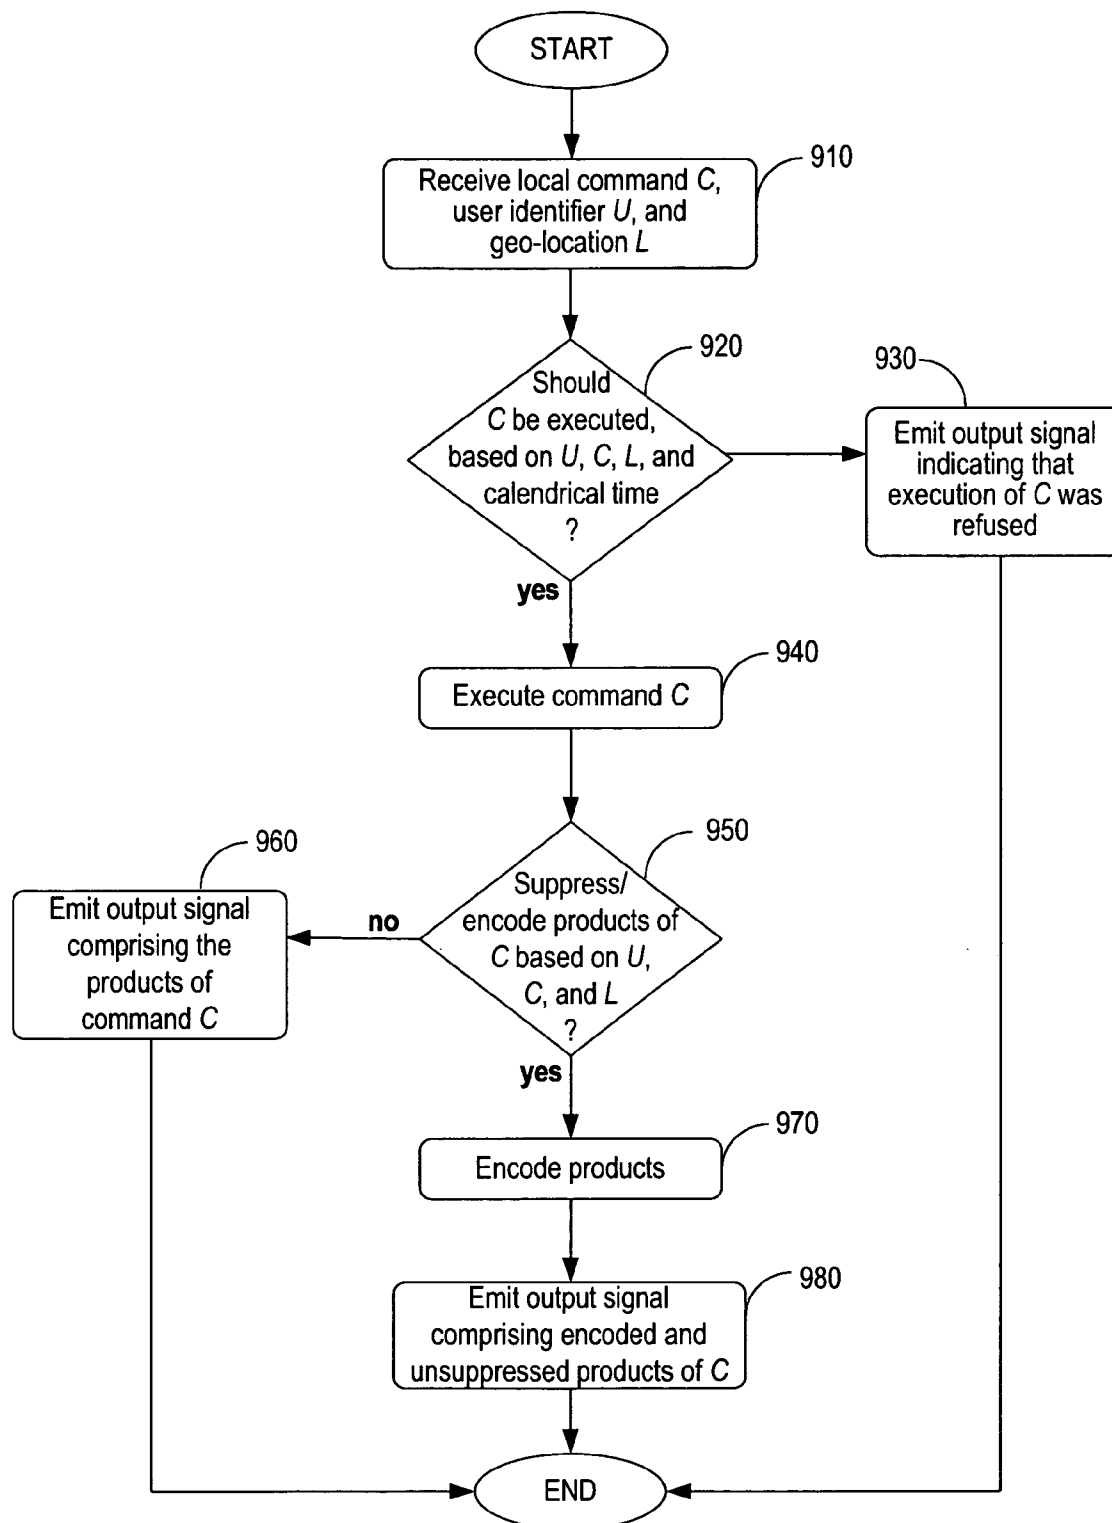 START
910
Receive local command C,
user identifier U, and
geo-location L
920
Should
C be executed,
based on U, C, L, and
calendrical time
?
930
Emit output signal
indicating that
execution of C was
refused
yes
940
Execute command C
950
Suppress/
encode products of
C based on U,
C, and L
?
no
960
Emit output signal
comprising the
products of
command C
yes
970
Encode products
980
Emit output signal
comprising encoded and
unsuppressed products of C
END